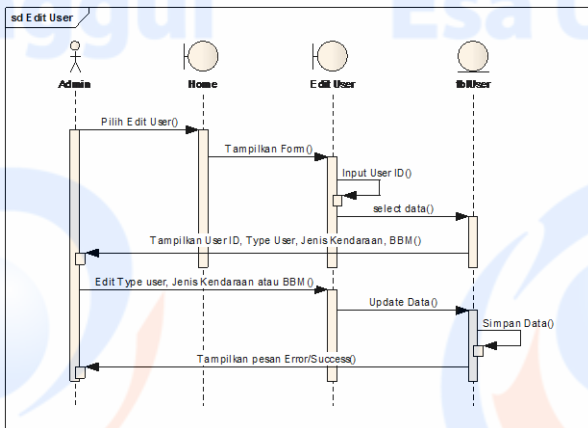 sd Edit User
Admin
Home
Edit User
tblUser
Pilih Edit User()
Tampilkan Form()
Input User ID()
select data()
Tampilkan User ID, Type User, Jenis Kendaraan, BBM()
Edit Type user, Jenis Kendaraan atau BBM()
Update Data()
Simpan Data()
Tampilkan pesan Error/Success()
Esa U